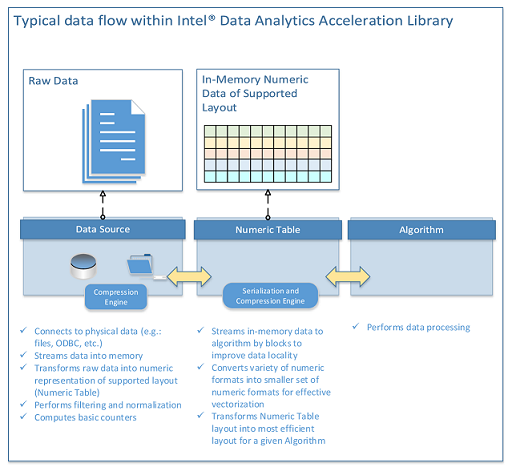 Typical data flow within Intel® Data Analytics Acceleration Library
Raw Data
In-Memory Numeric
Data of Supported
Layout
Data Source
Numeric Table
Algorithm
Compression
Engine
Serialization and
Compression Engine
Connects to physical data (e.g.:
files, ODBC, etc.)
Streams data into memory
Transforms raw data into numeric
representation of supported layout
(Numeric Table)
Performs filtering and normalization
Computes basic counters
Streams in-memory data to
algorithm by blocks to
improve data locality
Converts variety of numeric
formats into smaller set of
numeric formats for effective
vectorization
Transforms Numeric Table
layout into most efficient
layout for a given Algorithm
Performs data processing